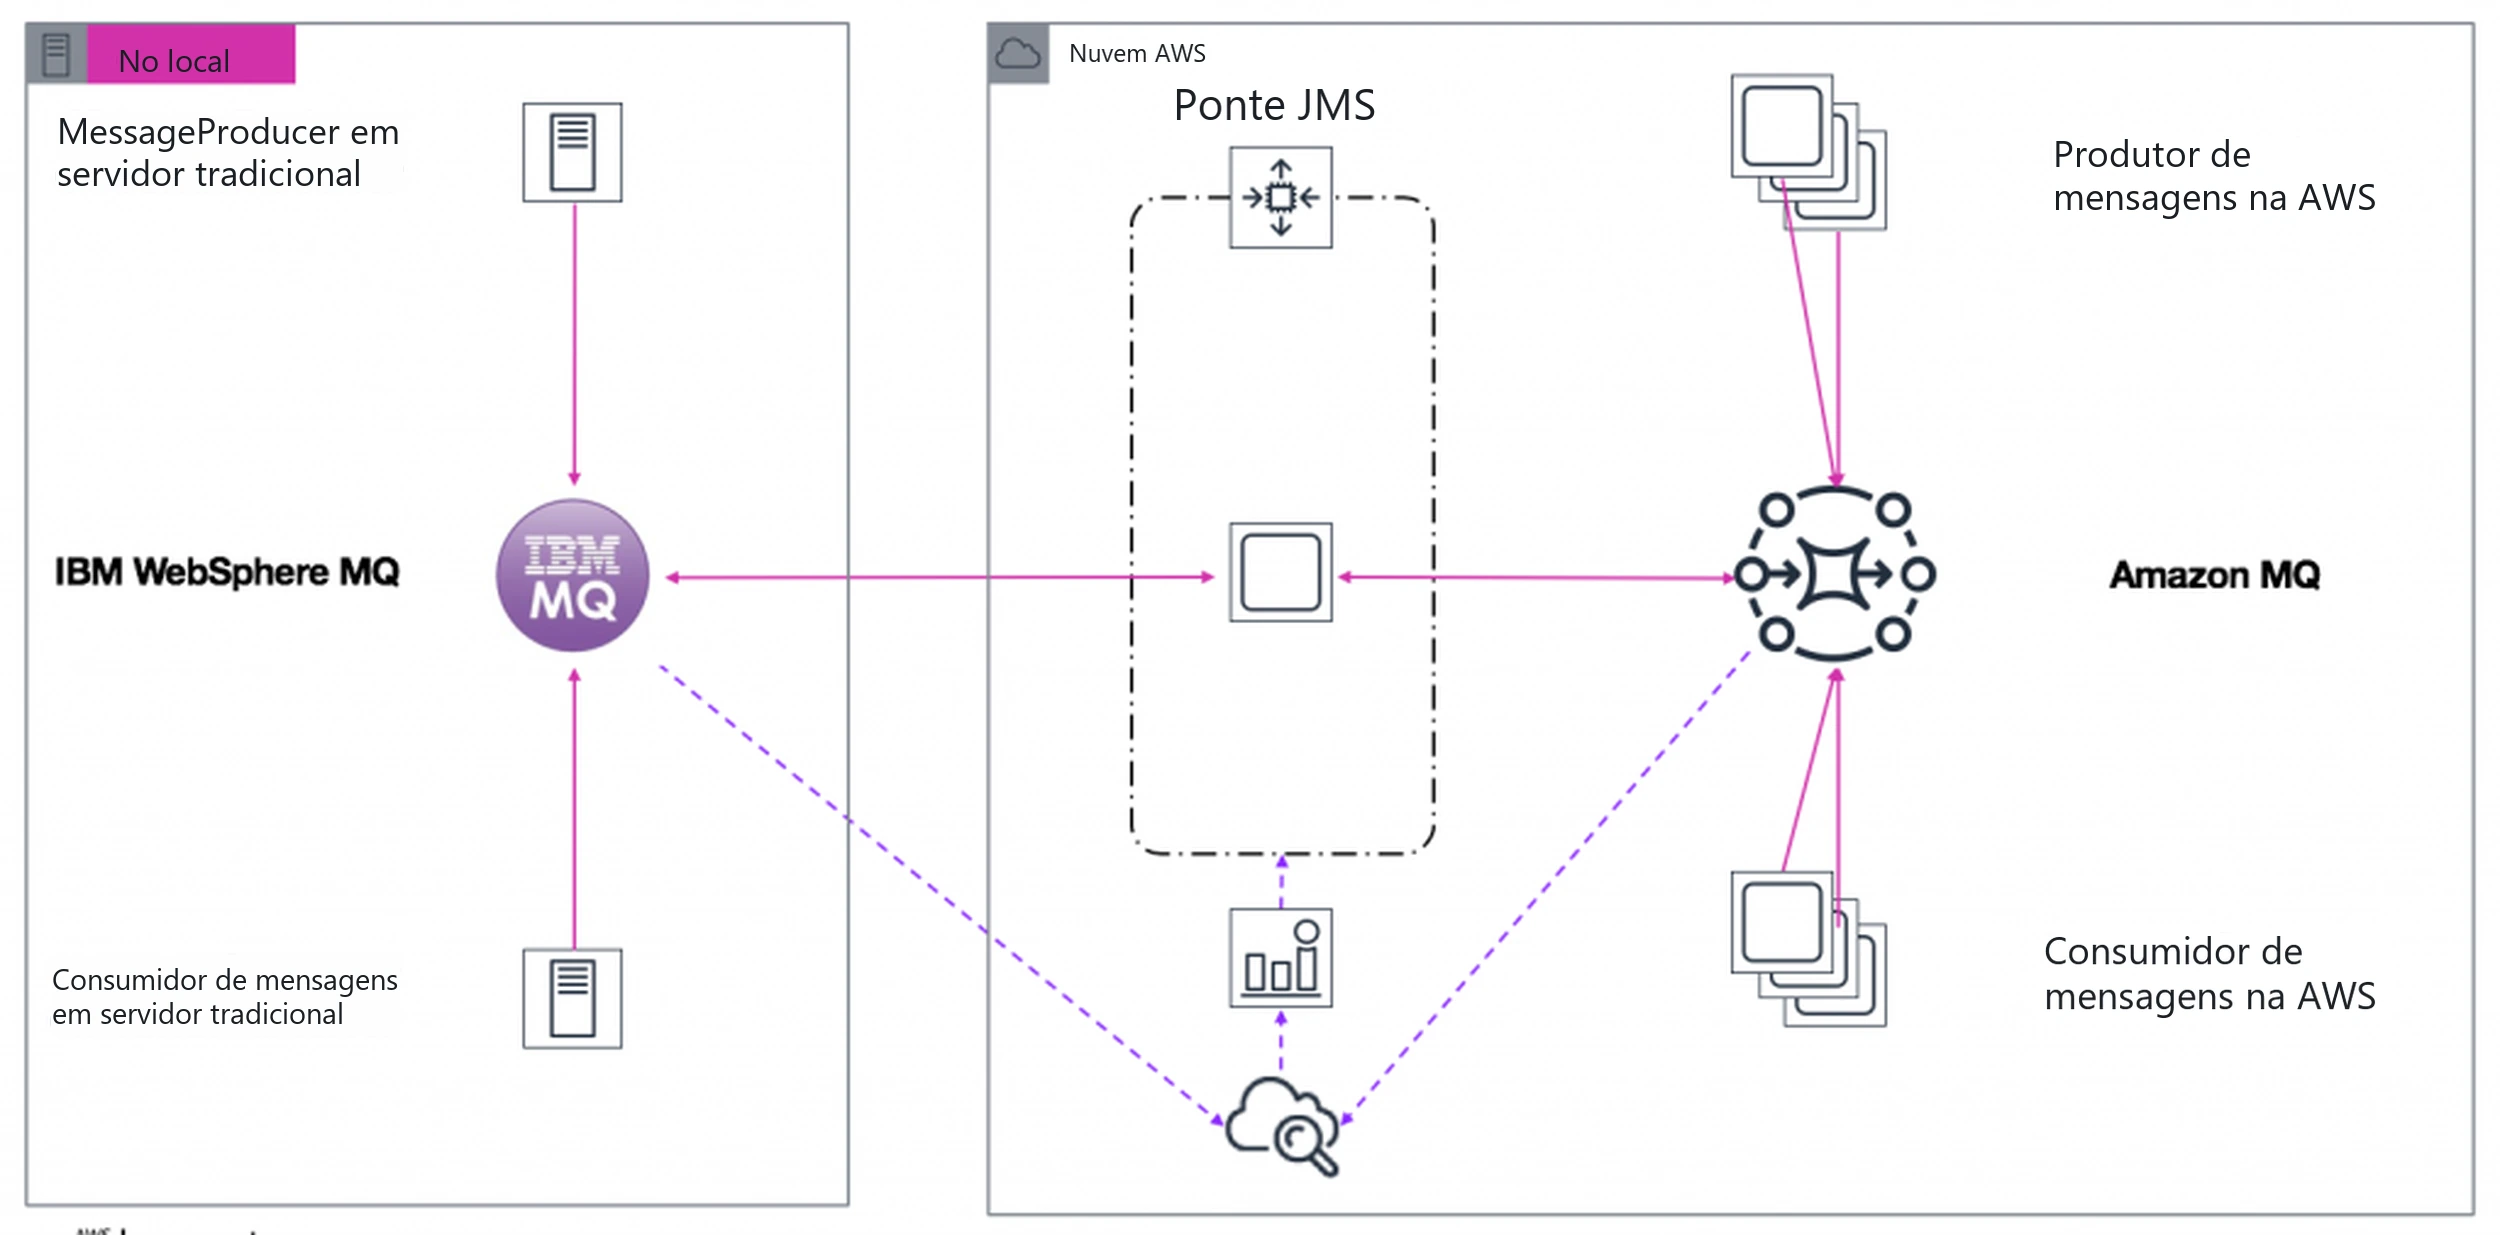 No local
MessageProducer em
servidor tradicional
IBM WebSphere MQ
IBM
MQ
Consumidor de mensagens
em servidor tradicional
Nuvem AWS
Ponte JMS
Produtor de
mensagens na AWS
Amazon MQ
Consumidor de
mensagens na AWS